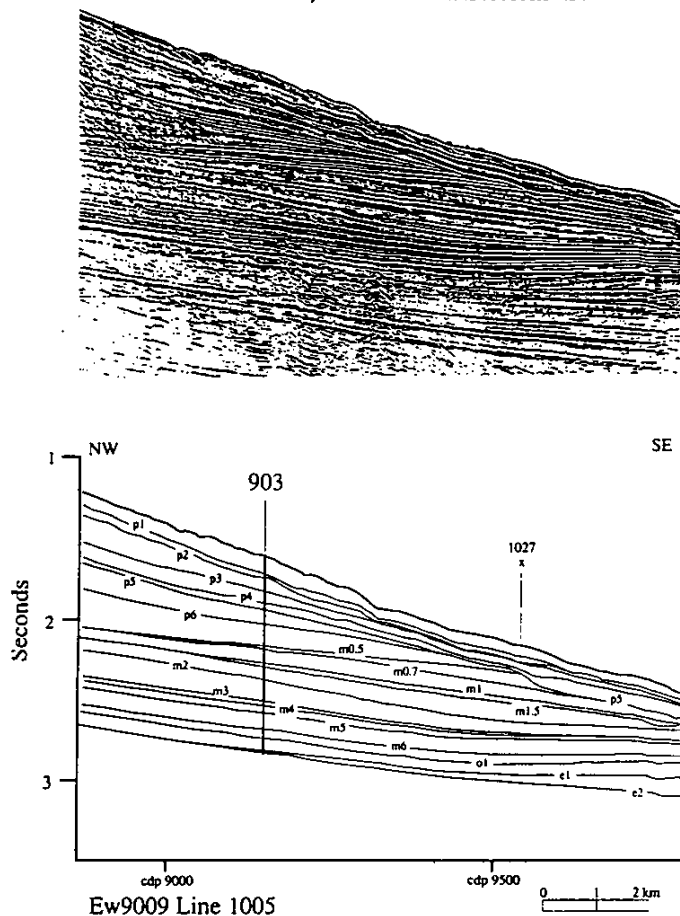 NW
SE
1
903
1027
x
p1
p2
p3
p4
p5
p6
2
Seconds
m0.5
m0.7
m1
m1.5
p5
m2
m3
m4
m5
m6
o1
e1
e2
3
cdp 9000
cdp 9500
0 1 2 km
Ew9009 Line 1005